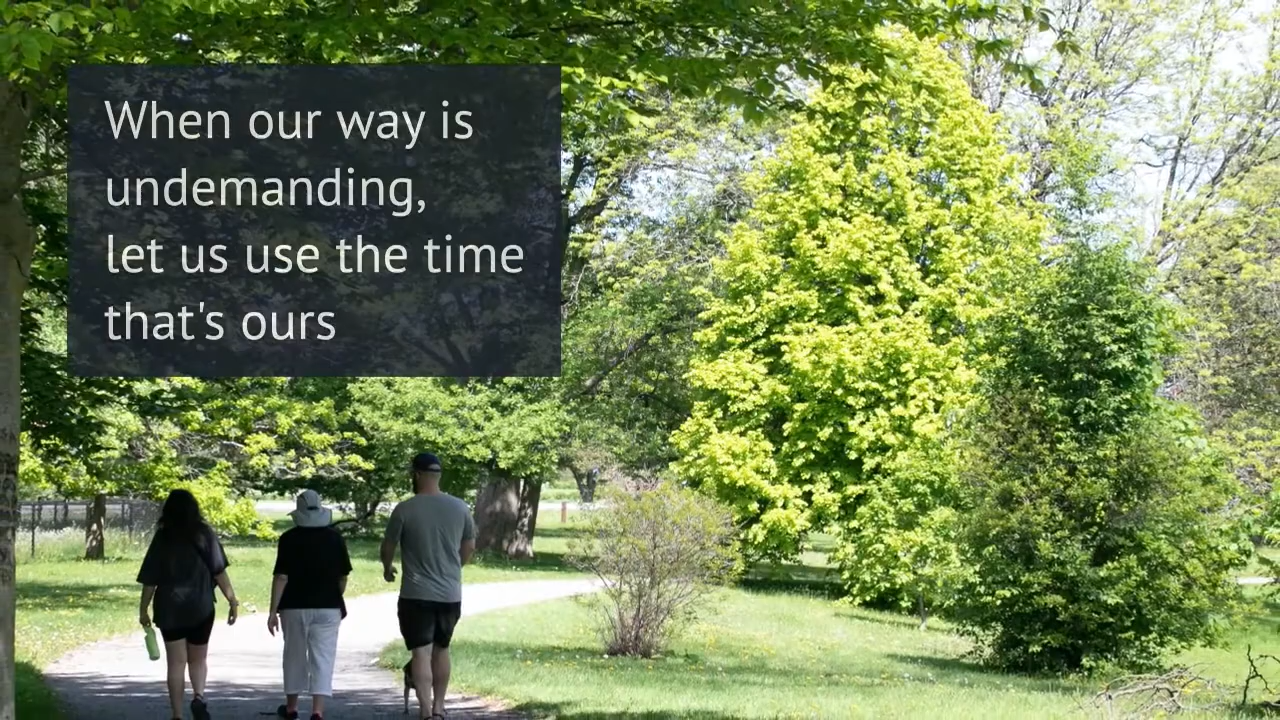 When our way is
undemanding,
let us use the time
that's ours